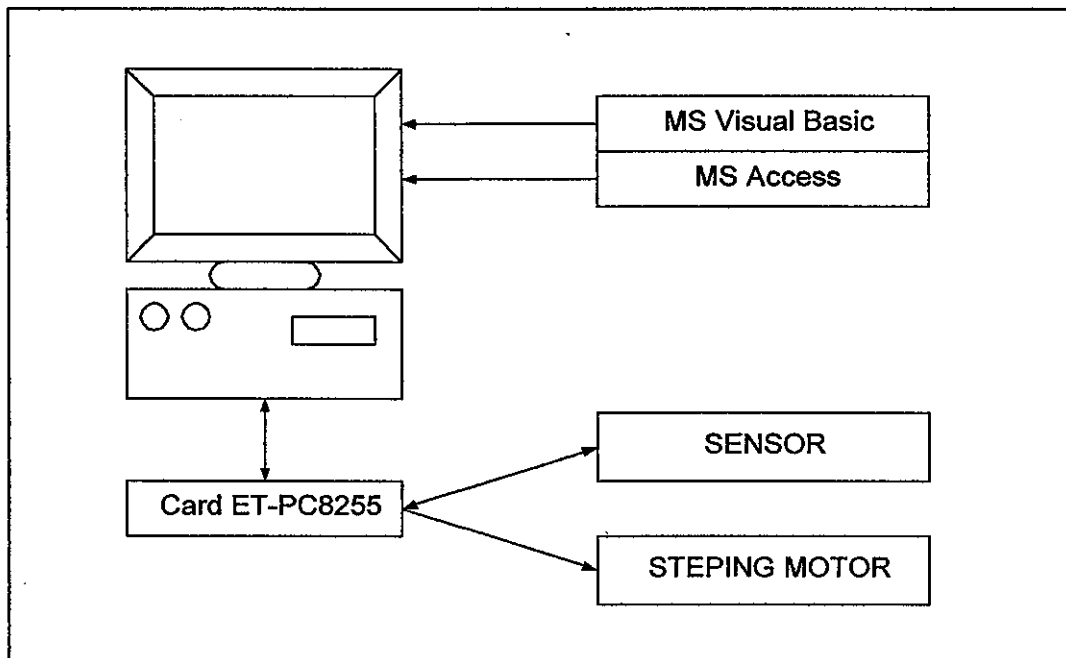 MS Visual Basic
MS Access
SENSOR
Card ET-PC8255
STEPING MOTOR